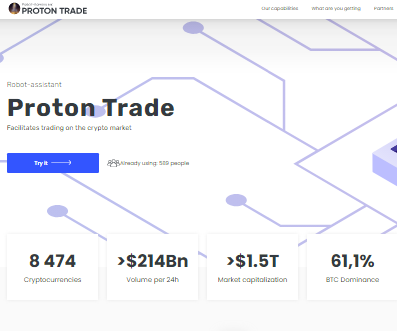 PROTON TRADE
Our capabilities
What are you getting
Partners
Robot-assistant
Proton Trade
Facilitates trading on the crypto market
Try it
Already using: 569 people
8 474
Cryptocurrencies
>$214Bn
Volume per 24h
>$1.5T
Market capitalization
61,1%
BTC Dominance